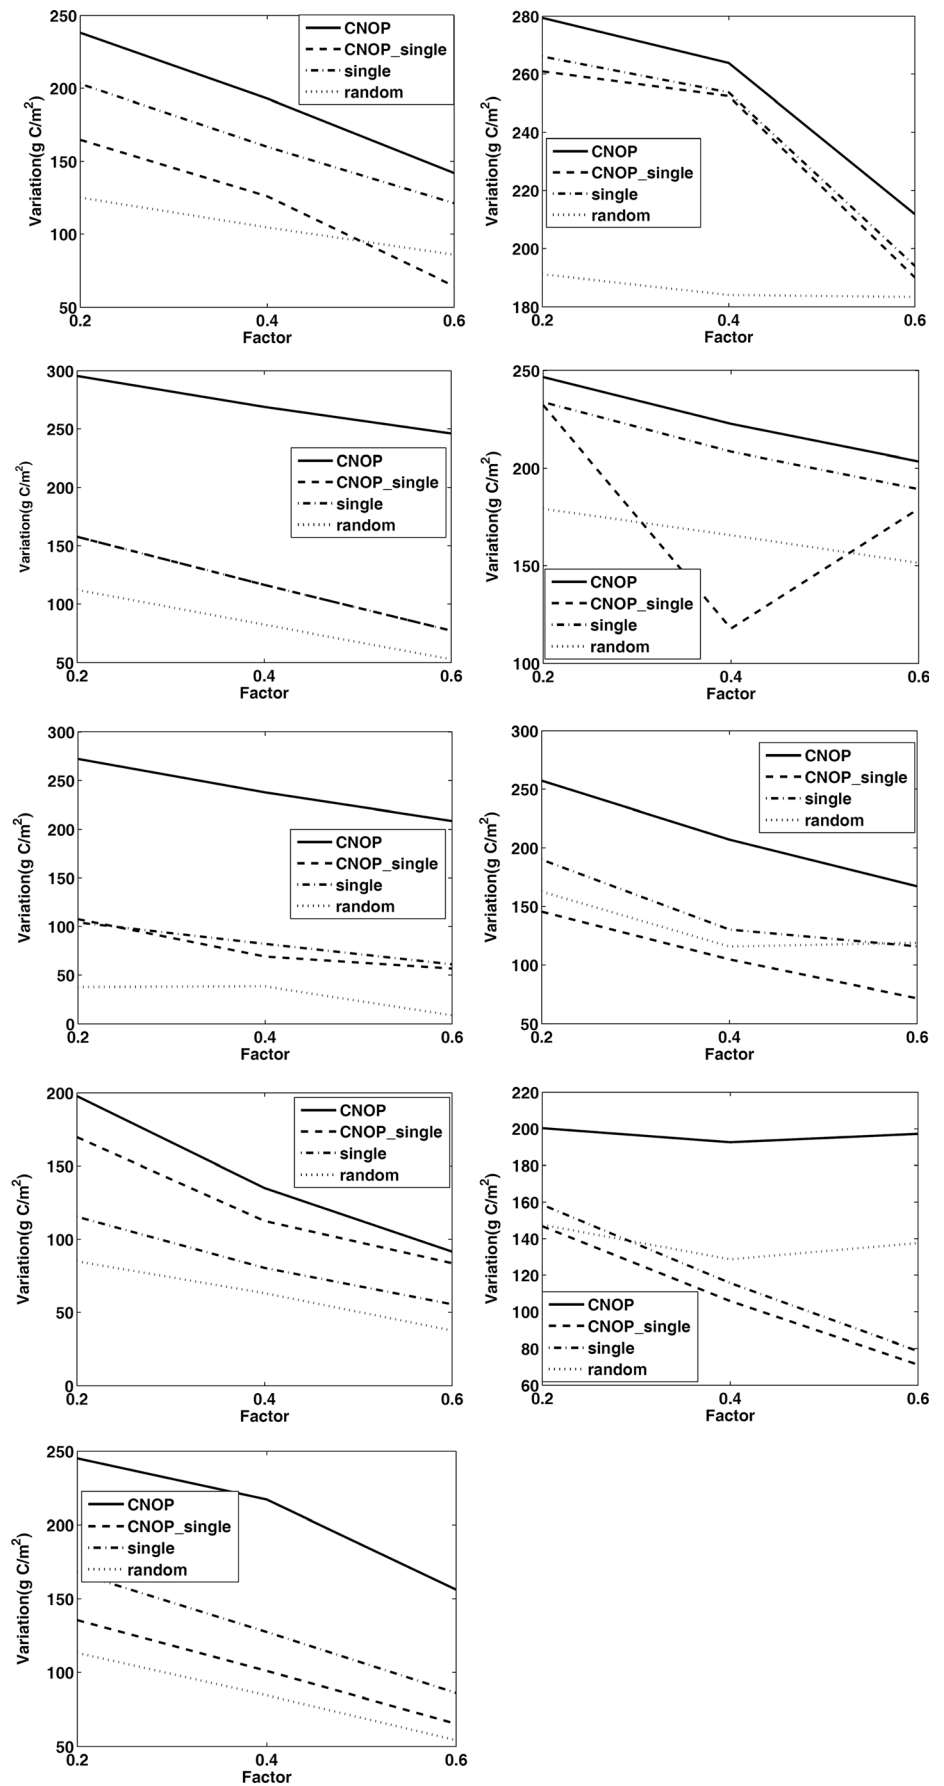 250
200
150
100
50
Variation(g C/m²)
CNOP
CNOP_single
single
random
0.2 0.4 0.6
Factor
280
260
240
220
200
180
Variation(g C/m²)
CNOP
CNOP_single
single
random
0.2 0.4 0.6
Factor
300
250
200
150
100
50
Variation(g C/m²)
CNOP
CNOP_single
single
random
0.2 0.4 0.6
Factor
250
200
150
100
Variation(g C/m²)
CNOP
CNOP_single
single
random
0.2 0.4 0.6
Factor
300
250
200
150
100
50
0
Variation(g C/m²)
CNOP
CNOP_single
single
random
0.2 0.4 0.6
Factor
300
250
200
150
100
50
Variation(g C/m²)
CNOP
CNOP_single
single
random
0.2 0.4 0.6
Factor
200
150
100
50
0
Variation(g C/m²)
CNOP
CNOP_single
single
random
0.2 0.4 0.6
Factor
220
200
180
160
140
120
100
80
60
Variation(g C/m²)
CNOP
CNOP_single
single
random
0.2 0.4 0.6
Factor
250
200
150
100
50
Variation(g C/m²)
CNOP
CNOP_single
single
random
0.2 0.4 0.6
Factor